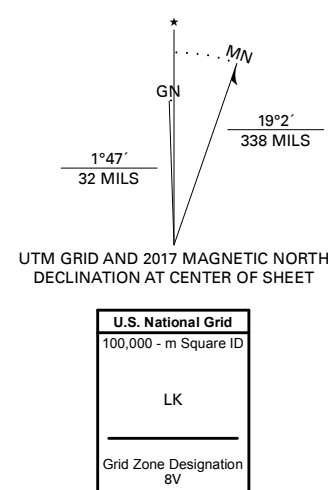 ★
MN
GN
19°2´
338 MILS
1°47´
32 MILS
UTM GRID AND 2017 MAGNETIC NORTH
DECLINATION AT CENTER OF SHEET
U.S. National Grid
100,000 - m Square ID
LK
Grid Zone Designation
8V